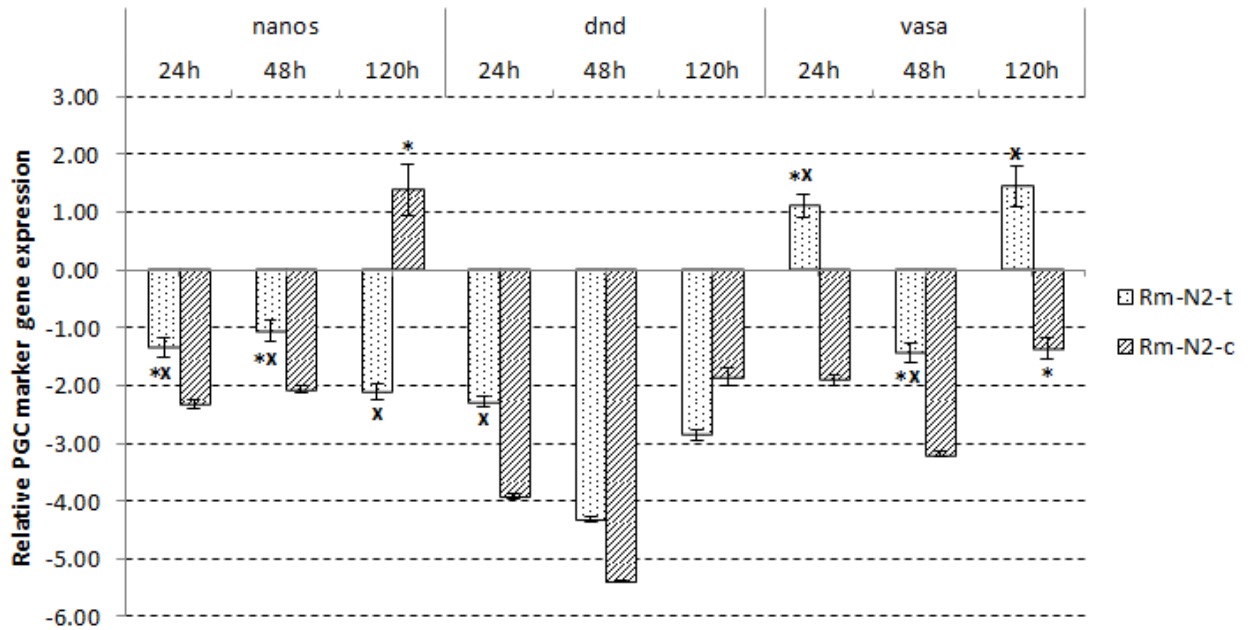 nanos dnd vasa
24h 48h 120h 24h 48h 120h 24h 48h 120h
3.00
2.00
1.00
0.00
-1.00
-2.00
-3.00
-4.00
-5.00
-6.00
Relative PGC marker gene expression
*x
*x
x
*
x
*x
*x
x
*
Rm-N2-t
Rm-N2-c